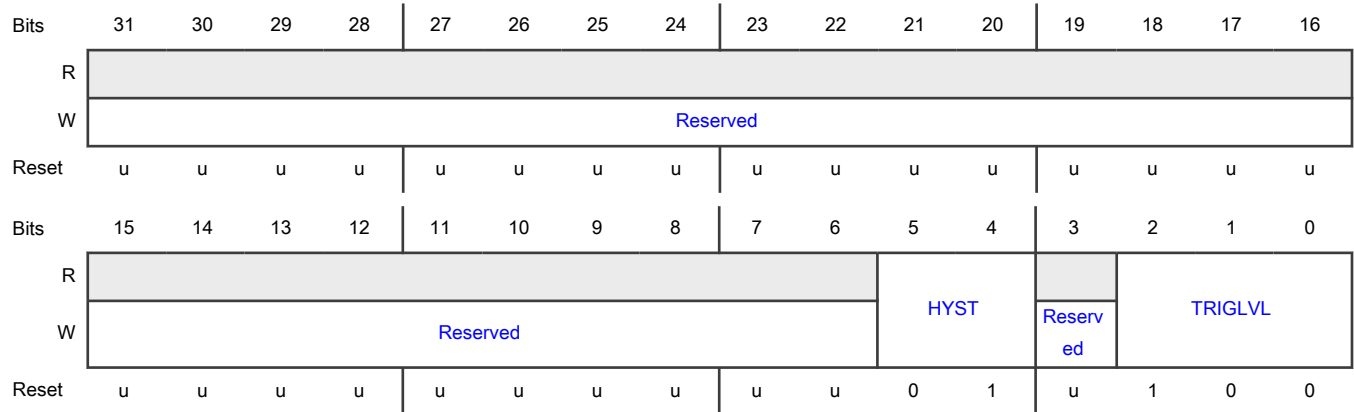 Bits 31 30 29 28 27 26 25 24 23 22 21 20 19 18 17 16
R
W Reserved
Reset u u u u u u u u u u u u u u u u
Bits 15 14 13 12 11 10 9 8 7 6 5 4 3 2 1 0
R
W Reserved HYST Reserv TRIGLVL
ed
Reset u u u u u u u u u u 0 1 u 1 0 0